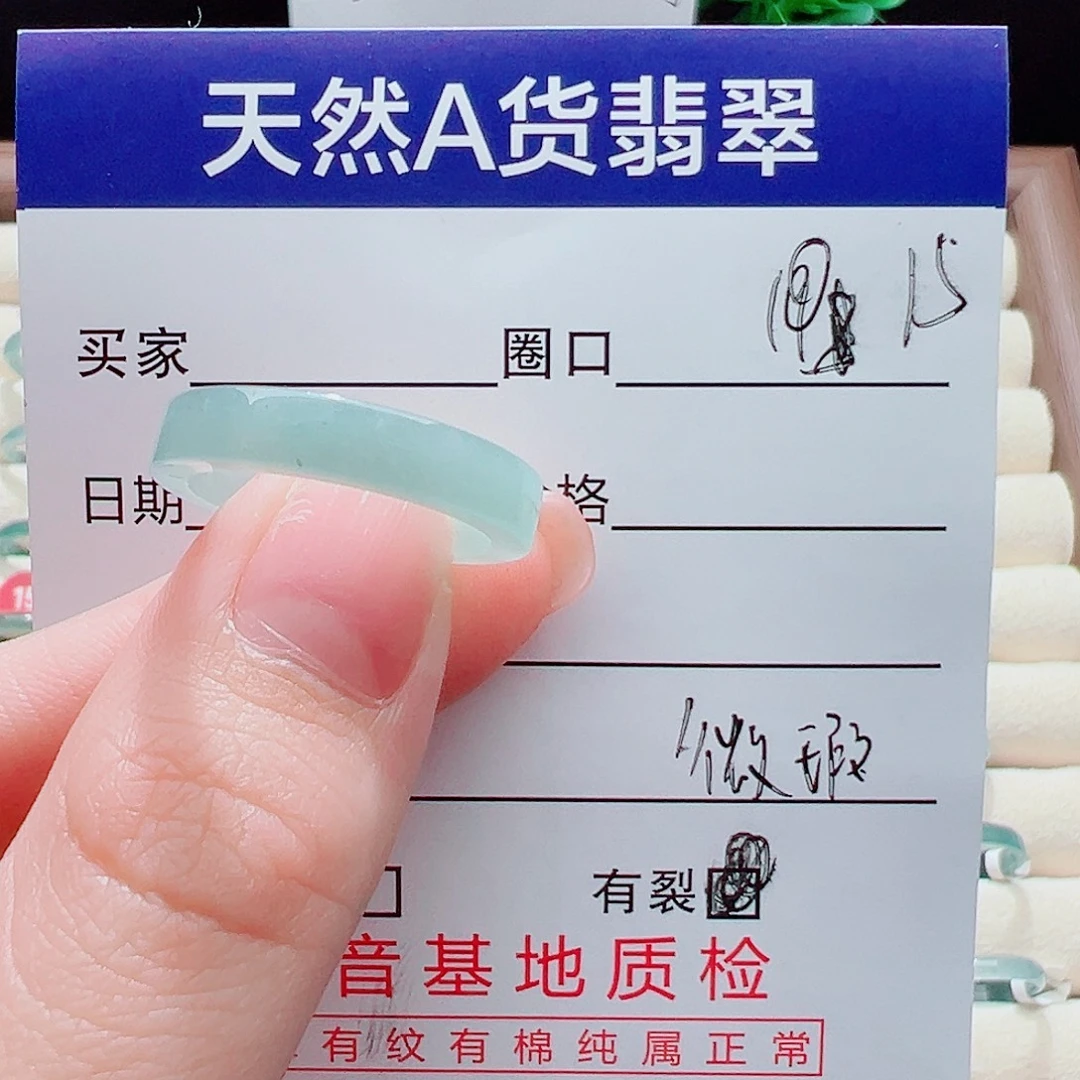 天然A货翡翠
15
买家 圈口
日期 格
微瑕
有裂
音基地质检
有纹有棉纯属正常